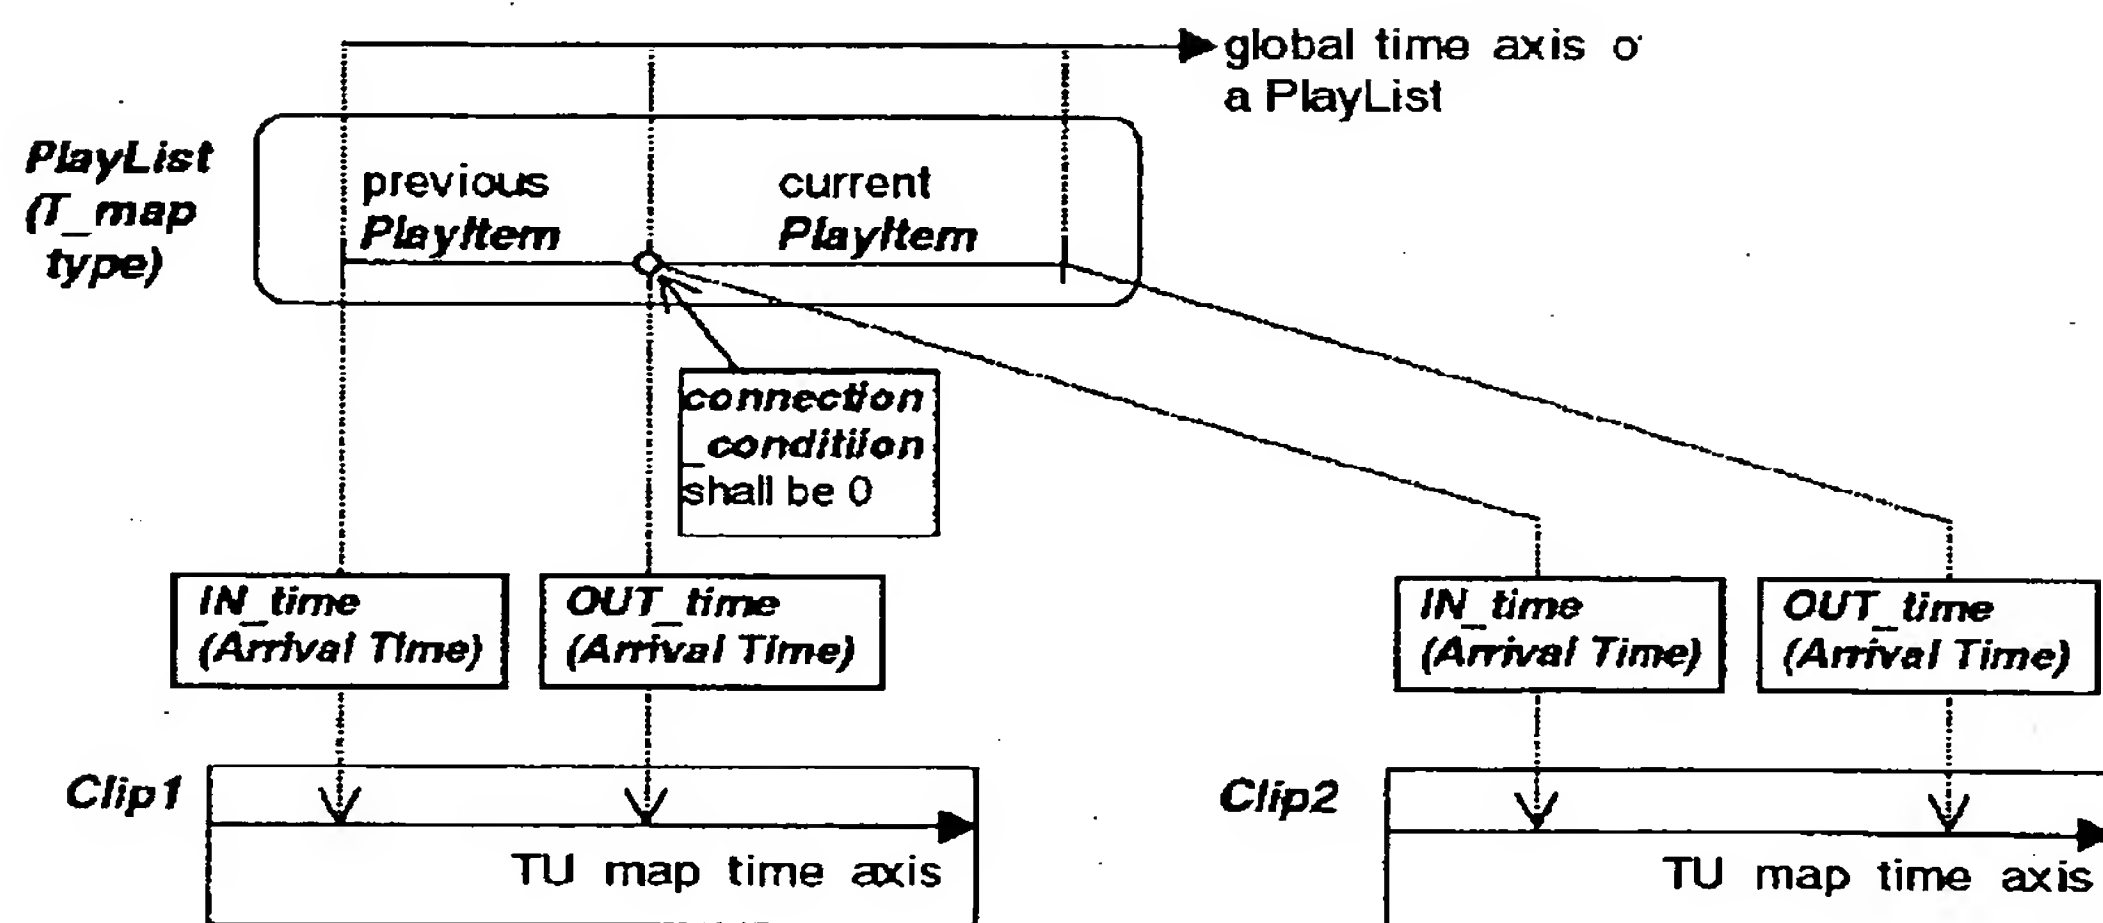 global time axis o
a PlayList
PlayList
(T_map
type)
previous
PlayItem
current
PlayItem
connection
_conditiion
shall be 0
IN_time
(Arrival Time)
OUT_time
(Arrival Time)
IN_time
(Arrival Time)
OUT_time
(Arrival Time)
Clip1
TU map time axis
Clip2
TU map time axis